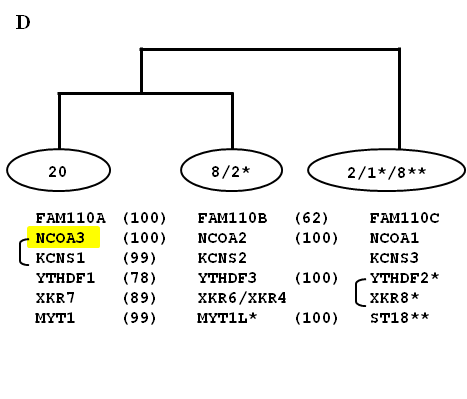 D
20 8/2* 2/1*/8**
FAM110A (100) FAM110B (62) FAM110C
NCOA3 (100) NCOA2 (100) NCOA1
KCNS1 (99) KCNS2 KCNS3
YTHDF1 (78) YTHDF3 (100) YTHDF2*
XKR7 (89) XKR6/XKR4 XKR8*
MYT1 (99) MYT1L* (100) ST18**